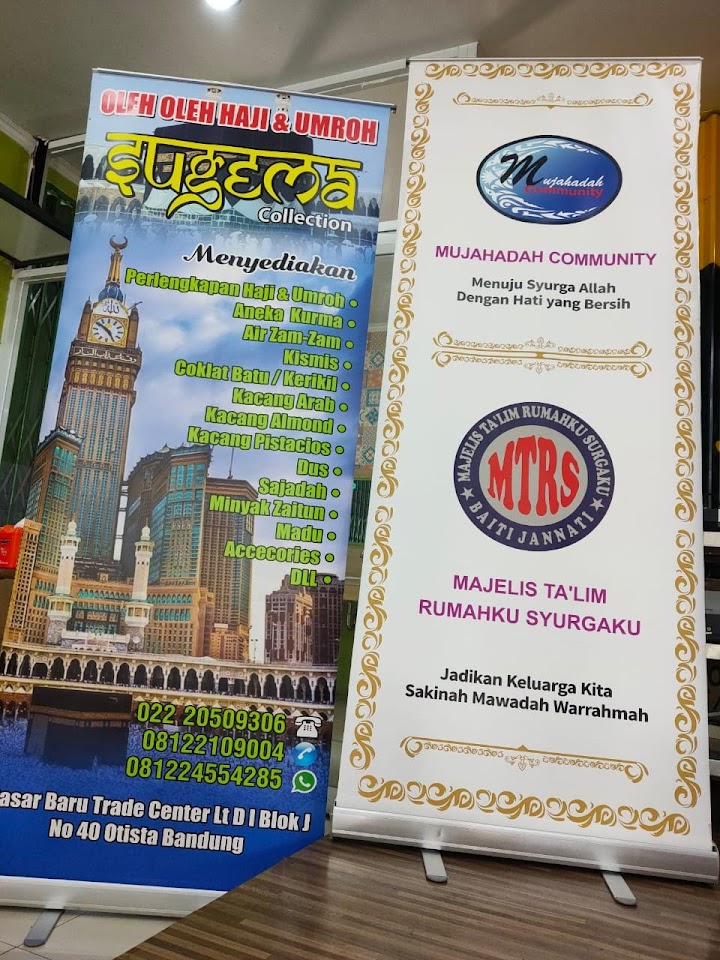 OLEH OLEH HAJI & UMROH
SUGEMA
Collection
Menyediakan
Perlengkapan Haji & Umroh •
Aneka Kurma •
Air Zam-Zam •
Kismis •
Coklat Batu / Kerikil •
Kacang Arab •
Kacang Almond •
Kacang Pistacios •
Dus •
Sajadah •
Minyak Zaitun •
Madu •
Accecories •
DLL •
022 20509306
08122109004
081224554285
asar Baru Trade Center Lt D I Blok J
No 40 Otista Bandung
Mujahadah
Community
MUJAHADAH COMMUNITY
Menuju Syurga Allah
Dengan Hati yang Bersih
MAJELIS TA'LIM RUMAHKU SURGAKU
MTRS
★ BAITI JANNATI ★
MAJELIS TA'LIM
RUMAHKU SYURGAKU
Jadikan Keluarga Kita
Sakinah Mawadah Warrahmah